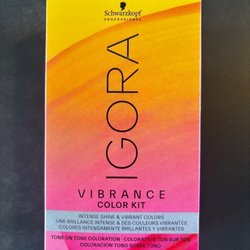 Schwarzkopf
PROFESSIONAL
IGORA
VIBRANCE
COLOR KIT
INTENSE SHINE & VIBRANT COLORS
UNE BRILLANCE INTENSE & DES COULEURS VIBRANTES
COLORES INTENSAMENTE BRILLANTES Y VIBRANTES
TONE ON TONE COLORATION • COLORATION TON SUR TON
COLORACIÓN TONO SOBRE TONO